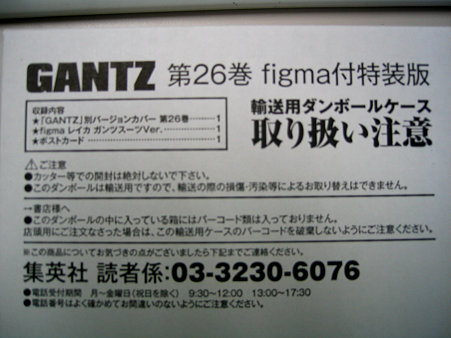 GANTZ 第26巻 figma付特装版
収録内容
★「GANTZ」別バージョンカバー 第26巻…………1
★figma レイカ ガンツスーツVer.…………1
★ポストカード…………1
輸送用ダンボールケース
取り扱い注意
⚠ご注意
●カッター等での開封は絶対しないで下さい。
●このダンボールは輸送用ですので、輸送の際の損傷・汚染等によるお取り替えはできません。
→書店様へ
●このダンボールの中に入っている箱にはバーコード類は入っておりません。
店頭用にご注文なさった場合は、この輸送用ケースのバーコードを破棄しないようにご注意ください。
※この商品についてお気づきの点がございましたら下記までご連絡ください。
集英社 読者係:03-3230-6076
●電話受付期間 月~金曜日(祝日を除く) 9:30~12:00 13:00~17:30
●電話番号はよく確かめてお間違いのないようにご注意ください。